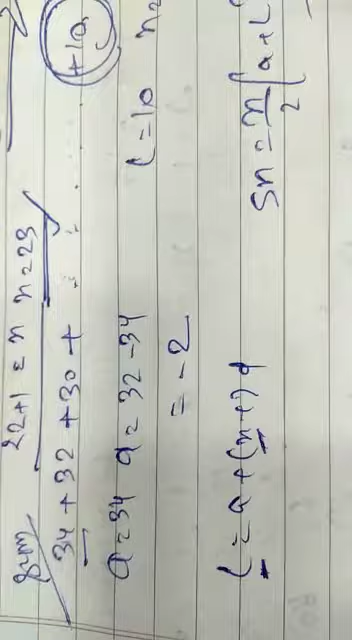 22+1 = n n=23
sum
34 + 32 + 30 + ...... +10
a=34 d = 32-34 l=10 n=
= -2
l = a + (n-1) d Sn = n/2 [a+l